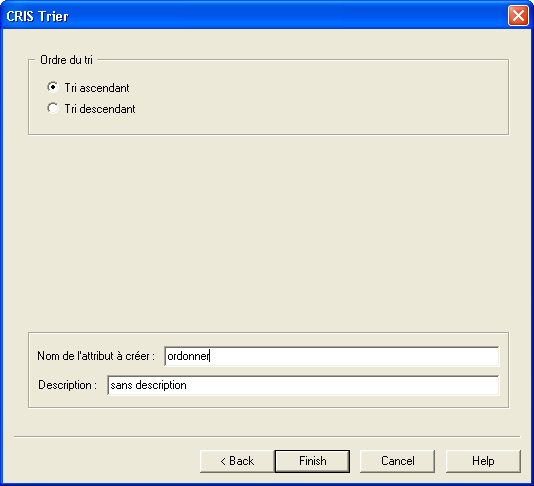 CRIS Trier
Ordre du tri
Tri ascendant
Tri descendant
Nom de l'attribut à créer : ordonner
Description : sans description
< Back Finish Cancel Help